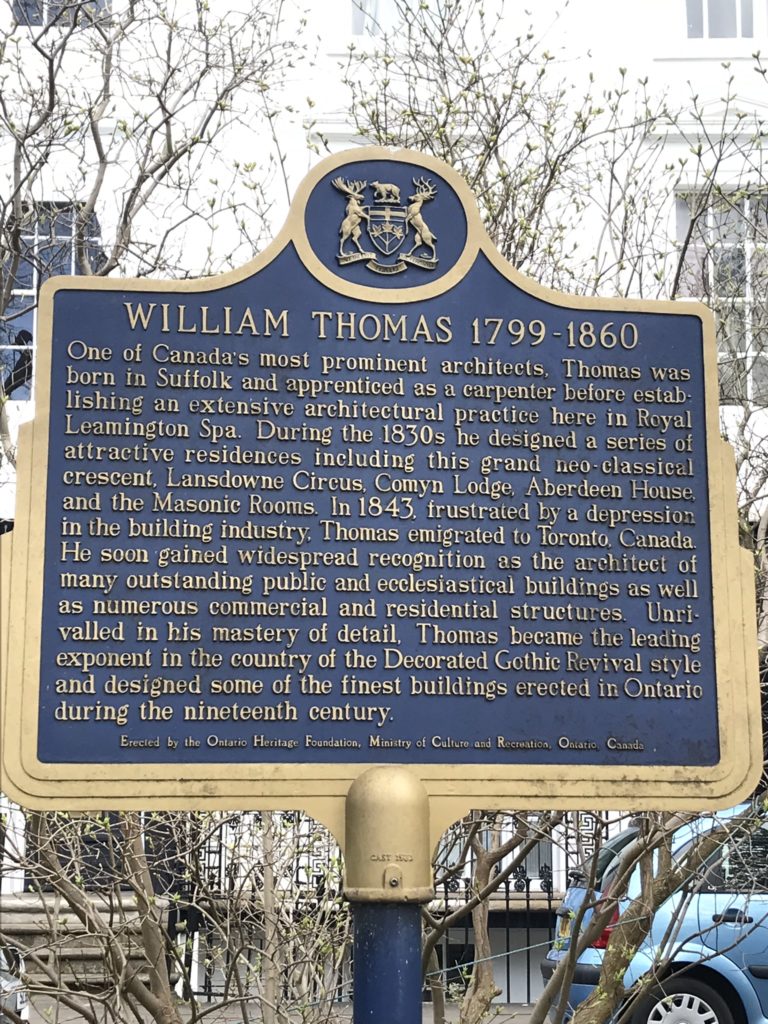 WILLIAM THOMAS 1799-1860
One of Canada's most prominent architects, Thomas was
born in Suffolk and apprenticed as a carpenter before estab-
lishing an extensive architectural practice here in Royal
Leamington Spa. During the 1830s he designed a series of
attractive residences including this grand neo-classical
crescent, Lansdowne Circus, Comyn Lodge, Aberdeen House,
and the Masonic Rooms. In 1843, frustrated by a depression
in the building industry, Thomas emigrated to Toronto, Canada.
He soon gained widespread recognition as the architect of
many outstanding public and ecclesiastical buildings as well
as numerous commercial and residential structures. Unri-
valled in his mastery of detail, Thomas became the leading
exponent in the country of the Decorated Gothic Revival style
and designed some of the finest buildings erected in Ontario
during the nineteenth century.
Erected by the Ontario Heritage Foundation, Ministry of Culture and Recreation, Ontario, Canada
CAST